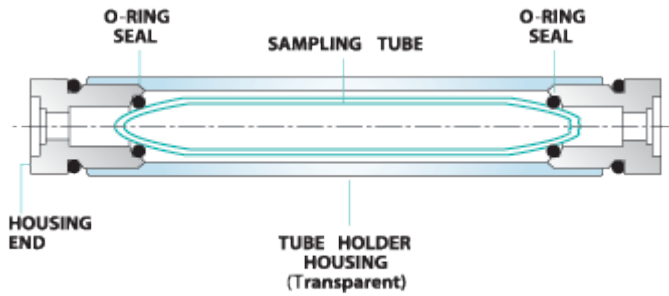 O-RING
SEAL
SAMPLING TUBE
O-RING
SEAL
HOUSING
END
TUBE HOLDER
HOUSING
(Transparent)